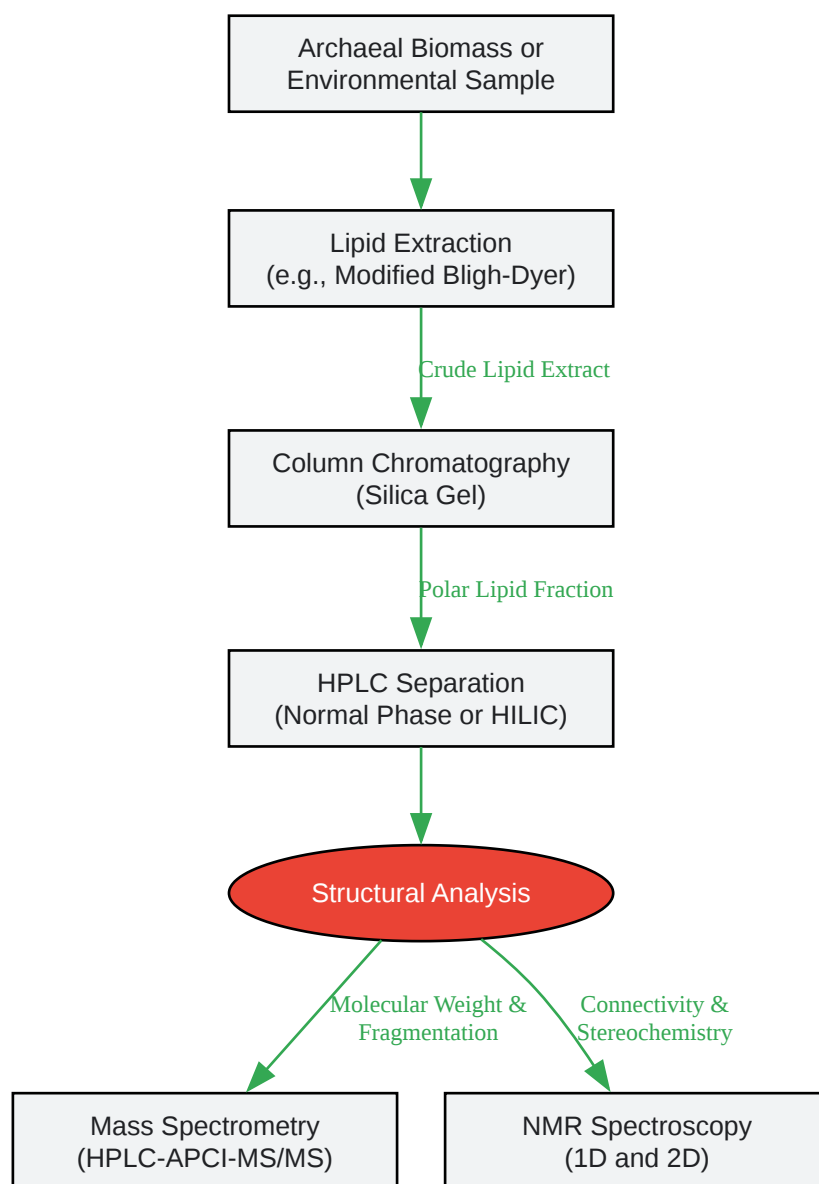 Archaeal Biomass or
Environmental Sample
Lipid Extraction
(e.g., Modified Bligh-Dyer)
Crude Lipid Extract
Column Chromatography
(Silica Gel)
Polar Lipid Fraction
HPLC Separation
(Normal Phase or HILIC)
Structural Analysis
Molecular Weight &
Fragmentation
Connectivity &
Stereochemistry
Mass Spectrometry
(HPLC-APCI-MS/MS)
NMR Spectroscopy
(1D and 2D)